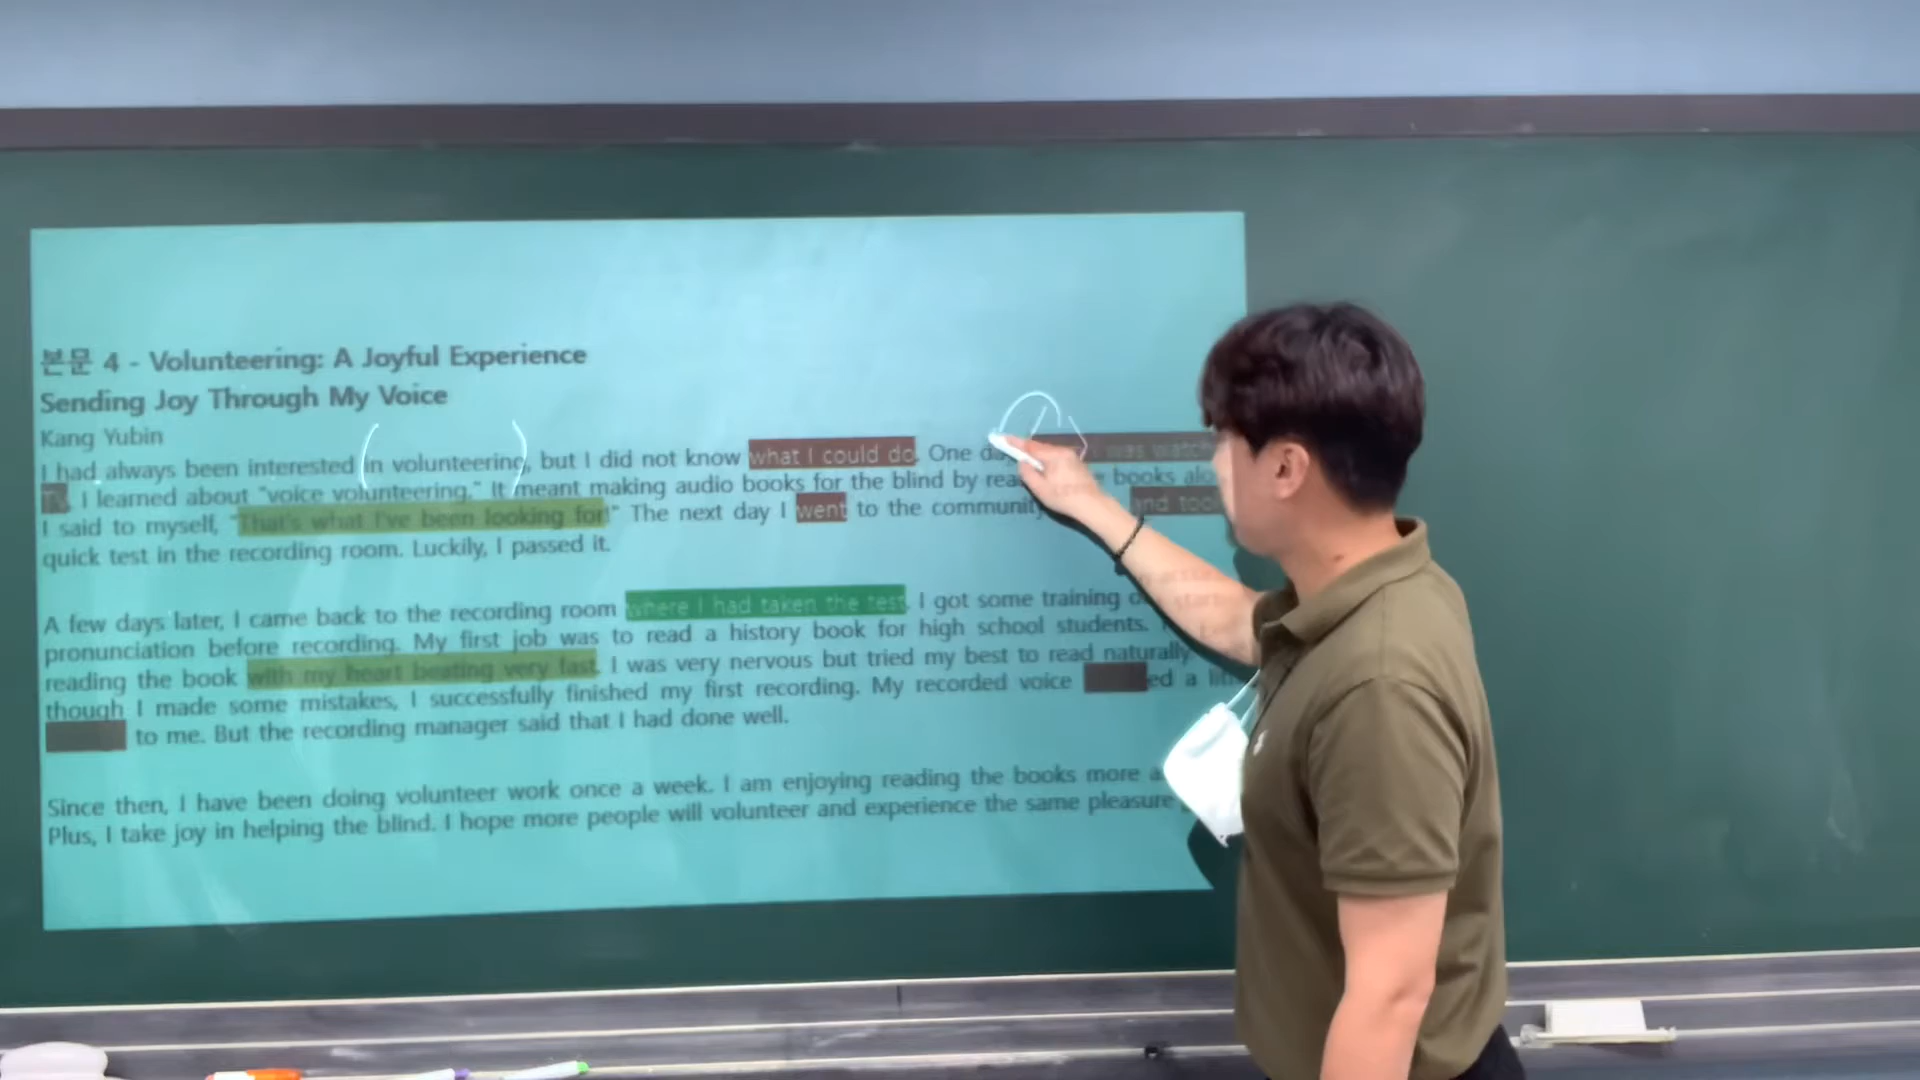 본문 4 - Volunteering: A Joyful Experience
Sending Joy Through My Voice
Kang Yubin
I had always been interested in volunteering, but I did not know what I could do. One I was watch
I learned about "voice volunteering." It meant making audio books for the blind by books
I said to myself, "That's what I've been looking for!" The next day I went to the and took
quick test in the recording room. Luckily, I passed it.
A few days later, I came back to the recording room where I had taken the test. I got some training
pronunciation before recording. My first job was to read a history book for high school students.
reading the book with my heart beating very fast. I was very nervous but tried my best to read naturally
though I made some mistakes, I successfully finished my first recording. My recorded voice ed a
to me. But the recording manager said that I had done well.
Since then, I have been doing volunteer work once a week. I am enjoying reading the books more
Plus, I take joy in helping the blind. I hope more people will volunteer and experience the same pleasure